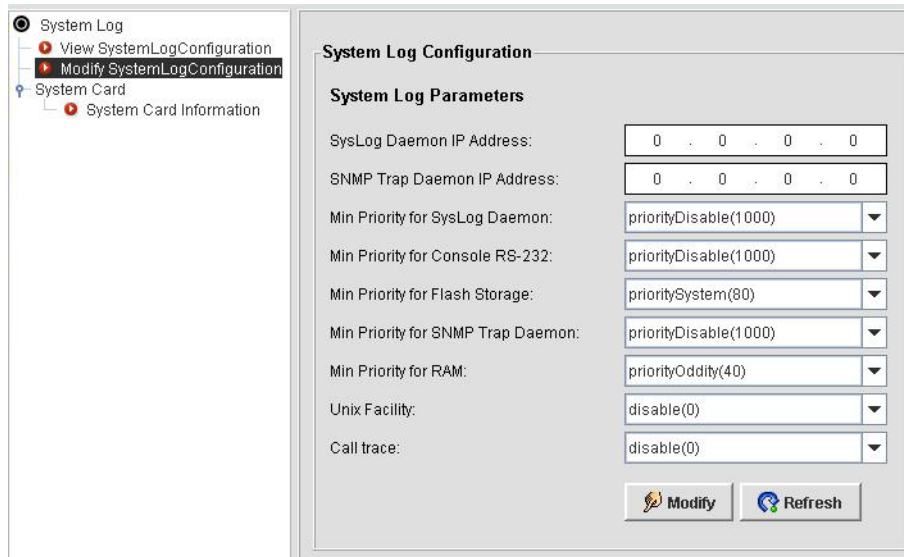 System Log
View SystemLogConfiguration
Modify SystemLogConfiguration
System Card
System Card Information
System Log Configuration
System Log Parameters
SysLog Daemon IP Address: 0 . 0 . 0 . 0
SNMP Trap Daemon IP Address: 0 . 0 . 0 . 0
Min Priority for SysLog Daemon: priorityDisable(1000)
Min Priority for Console RS-232: priorityDisable(1000)
Min Priority for Flash Storage: prioritySystem(80)
Min Priority for SNMP Trap Daemon: priorityDisable(1000)
Min Priority for RAM: priorityOddity(40)
Unix Facility: disable(0)
Call trace: disable(0)
Modify Refresh